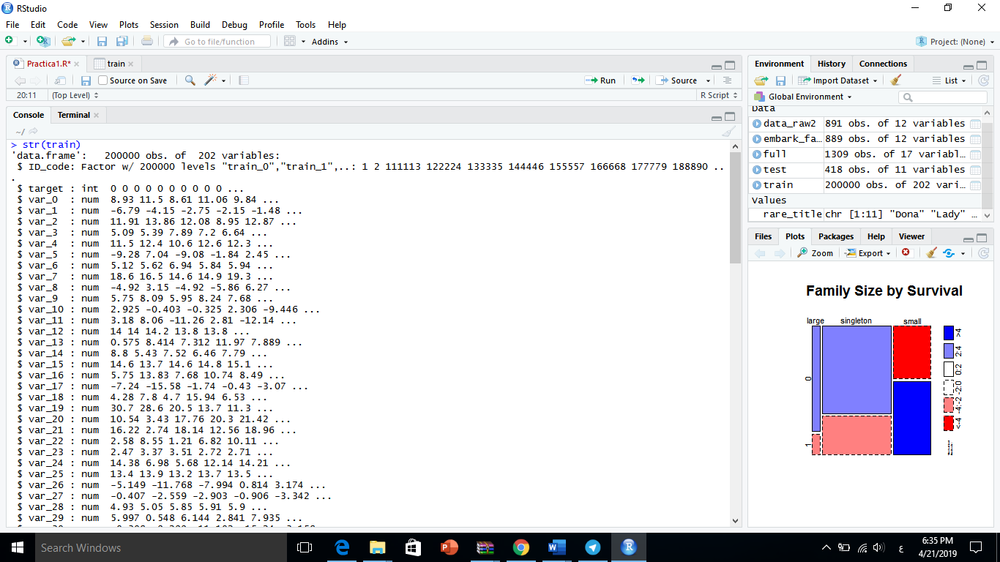 RStudio
File Edit Code View Plots Session Build Debug Profile Tools Help
Go to file/function Addins Project: (None)
Practica1.R* train
Source on Save Run Source
20:11 (Top Level) R Script
Console Terminal
~/
> str(train)
'data.frame': 200000 obs. of 202 variables:
$ ID_code: Factor w/ 200000 levels "train_0","train_1",..: 1 2 111113 122224 133335 144446 155557 166668 177779 188890 ..
.
$ target : int 0 0 0 0 0 0 0 0 0 0 ...
$ var_0 : num 8.93 11.5 8.61 11.06 9.84 ...
$ var_1 : num -6.79 -4.15 -2.75 -2.15 -1.48 ...
$ var_2 : num 11.91 13.86 12.08 8.95 12.87 ...
$ var_3 : num 5.09 5.39 7.89 7.2 6.64 ...
$ var_4 : num 11.5 12.4 10.6 12.6 12.3 ...
$ var_5 : num -9.28 7.04 -9.08 -1.84 2.45 ...
$ var_6 : num 5.12 5.62 6.94 5.84 5.94 ...
$ var_7 : num 18.6 16.5 14.6 14.9 19.3 ...
$ var_8 : num -4.92 3.15 -4.92 -5.86 6.27 ...
$ var_9 : num 5.75 8.09 5.95 8.24 7.68 ...
$ var_10 : num 2.925 -0.403 -0.325 2.306 -9.446 ...
$ var_11 : num 3.18 8.06 -11.26 2.81 -12.14 ...
$ var_12 : num 14 14 14.2 13.8 13.8 ...
$ var_13 : num 0.575 8.414 7.312 11.97 7.889 ...
$ var_14 : num 8.8 5.43 7.52 6.46 7.79 ...
$ var_15 : num 14.6 13.7 14.6 14.8 15.1 ...
$ var_16 : num 5.75 13.83 7.68 10.74 8.49 ...
$ var_17 : num -7.24 -15.58 -1.74 -0.43 -3.07 ...
$ var_18 : num 4.28 7.8 4.7 15.94 6.53 ...
$ var_19 : num 30.7 28.6 20.5 13.7 11.3 ...
$ var_20 : num 10.54 3.43 17.76 20.3 21.42 ...
$ var_21 : num 16.22 2.74 18.14 12.56 18.96 ...
$ var_22 : num 2.58 8.55 1.21 6.82 10.11 ...
$ var_23 : num 2.47 3.37 3.51 2.72 2.71 ...
$ var_24 : num 14.38 6.98 5.68 12.14 14.21 ...
$ var_25 : num 13.4 13.9 13.2 13.7 13.5 ...
$ var_26 : num -5.149 -11.768 -7.994 0.814 3.174 ...
$ var_27 : num -0.407 -2.559 -2.903 -0.906 -3.342 ...
$ var_28 : num 4.93 5.05 5.85 5.91 5.9 ...
$ var_29 : num 5.997 0.548 6.144 2.841 7.935 ...
Environment History Connections
Import Dataset List
Global Environment
Data
data_raw2 891 obs. of 12 variables
embark_fa... 889 obs. of 12 variables
full 1309 obs. of 17 variabl...
test 418 obs. of 11 variables
train 200000 obs. of 202 vari...
Values
rare_title chr [1:11] "Dona" "Lady" ...
Files Plots Packages Help Viewer
Zoom Export
Family Size by Survival
large singleton small
0
1
>4
2:4
0:2
-2:0
-4:-2
<-4
Search Windows
ع
6:35 PM
4/21/2019